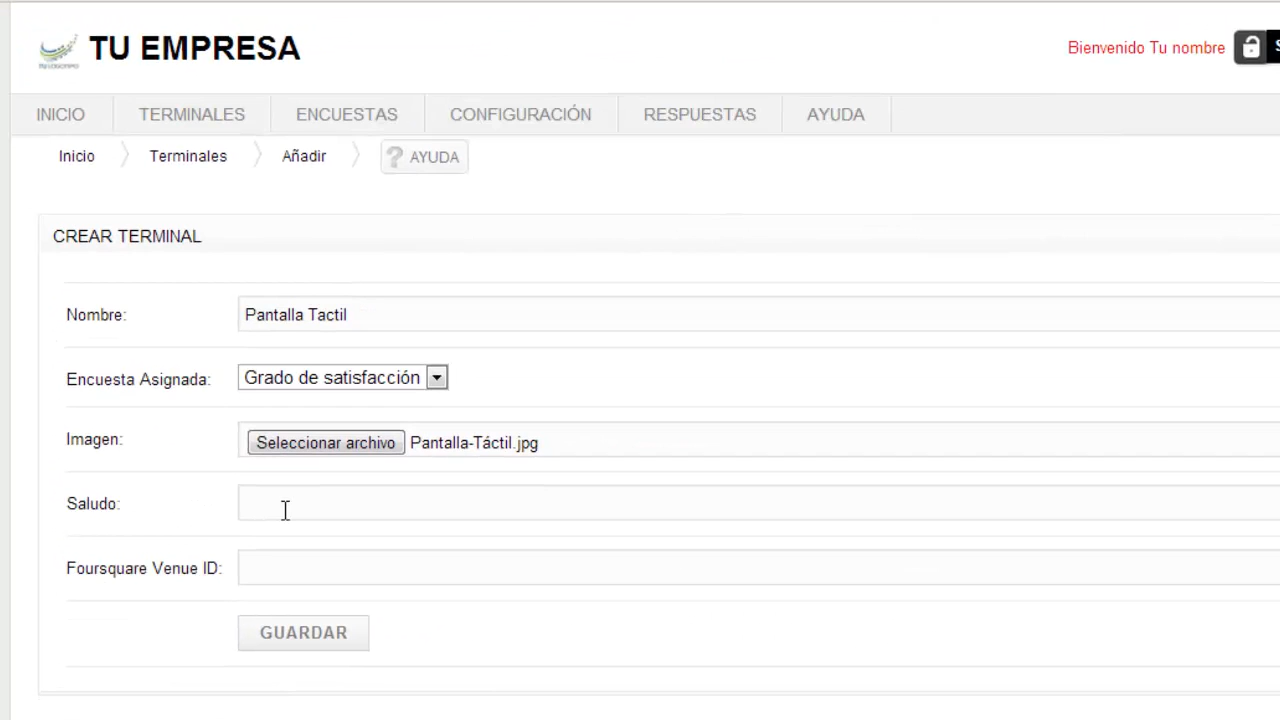 TU EMPRESA
Bienvenido Tu nombre
INICIO TERMINALES ENCUESTAS CONFIGURACIÓN RESPUESTAS AYUDA
Inicio Terminales Añadir ? AYUDA
CREAR TERMINAL
Nombre: Pantalla Tactil
Encuesta Asignada: Grado de satisfacción
Imagen: Seleccionar archivo Pantalla-Táctil.jpg
Saludo:
Foursquare Venue ID:
GUARDAR